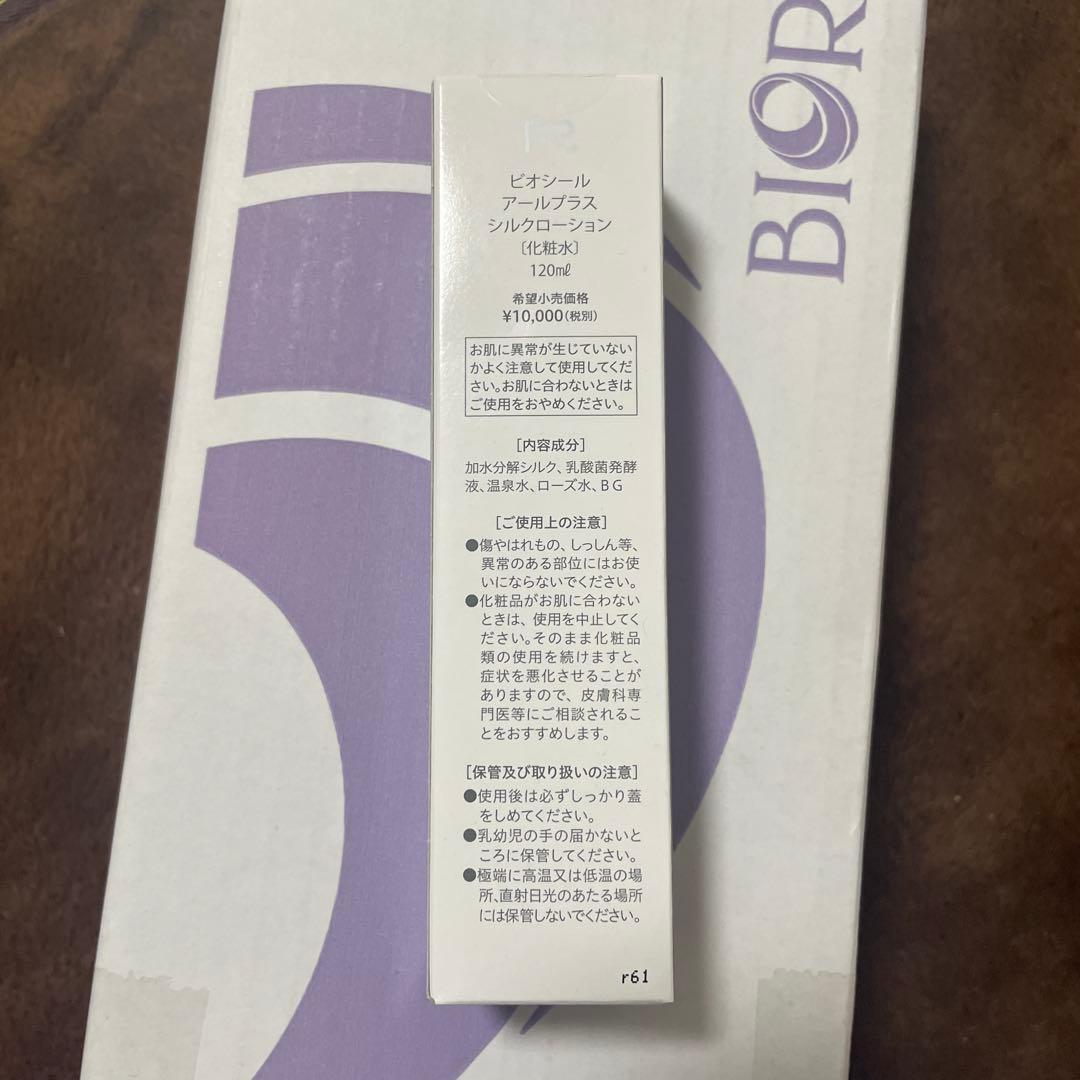 BIOR
ビオシール
アールプラス
シルクローション
〔化粧水〕
120㎖
希望小売価格
¥10,000(税別)
お肌に異常が生じていない
かよく注意して使用してくだ
さい。お肌に合わないときは
ご使用をおやめください。
[内容成分]
加水分解シルク、乳酸菌発酵
液、温泉水、ローズ水、BG
[ご使用上の注意]
●傷やはれもの、しっしん等、
異常のある部位にはお使
いにならないでください。
●化粧品がお肌に合わない
ときは、使用を中止してく
ださい。そのまま化粧品
類の使用を続けますと、
症状を悪化させることが
ありますので、皮膚科専
門医等にご相談されるこ
とをおすすめします。
[保管及び取り扱いの注意]
●使用後は必ずしっかり蓋
をしめてください。
●乳幼児の手の届かないと
ころに保管してください。
●極端に高温又は低温の場
所、直射日光のあたる場所
には保管しないでください。
r61